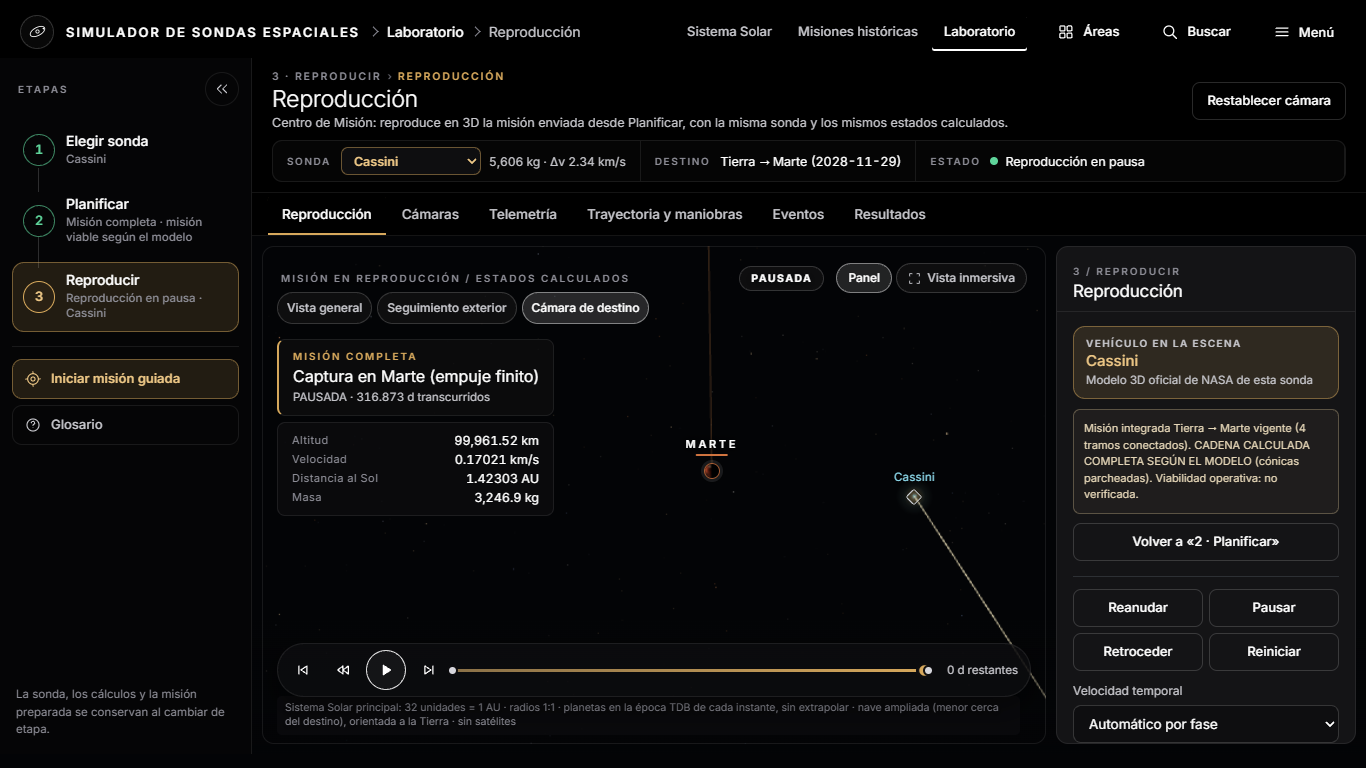 SIMULADOR DE SONDAS ESPACIALES
Laboratorio
Reproducción
Sistema Solar
Misiones históricas
Laboratorio
Áreas
Buscar
Menú
ETAPAS
1
Elegir sonda
Cassini
2
Planificar
Misión completa · misión
viable según el modelo
3
Reproducir
Reproducción en pausa ·
Cassini
Iniciar misión guiada
Glosario
La sonda, los cálculos y la misión
preparada se conservan al cambiar de
etapa.
3 · REPRODUCIR › REPRODUCCIÓN
Reproducción
Centro de Misión: reproduce en 3D la misión enviada desde Planificar, con la misma sonda y los mismos estados calculados.
Restablecer cámara
SONDA
Cassini
5,606 kg · Δv 2.34 km/s
DESTINO
Tierra → Marte (2028-11-29)
ESTADO
Reproducción en pausa
Reproducción
Cámaras
Telemetría
Trayectoria y maniobras
Eventos
Resultados
MISIÓN EN REPRODUCCIÓN / ESTADOS CALCULADOS
PAUSADA
Panel
Vista inmersiva
Vista general
Seguimiento exterior
Cámara de destino
MISIÓN COMPLETA
Captura en Marte (empuje finito)
PAUSADA · 316.873 d transcurridos
Altitud 99,961.52 km
Velocidad 0.17021 km/s
Distancia al Sol 1.42303 AU
Masa 3,246.9 kg
MARTE
Cassini
0 d restantes
Sistema Solar principal: 32 unidades = 1 AU · radios 1:1 · planetas en la época TDB de cada instante, sin extrapolar · nave ampliada (menor cerca
del destino), orientada a la Tierra · sin satélites
3 / REPRODUCIR
Reproducción
VEHÍCULO EN LA ESCENA
Cassini
Modelo 3D oficial de NASA de esta sonda
Misión integrada Tierra → Marte vigente (4
tramos conectados). CADENA CALCULADA
COMPLETA SEGÚN EL MODELO (cónicas
parcheadas). Viabilidad operativa: no
verificada.
Volver a «2 · Planificar»
Reanudar
Pausar
Retroceder
Reiniciar
Velocidad temporal
Automático por fase